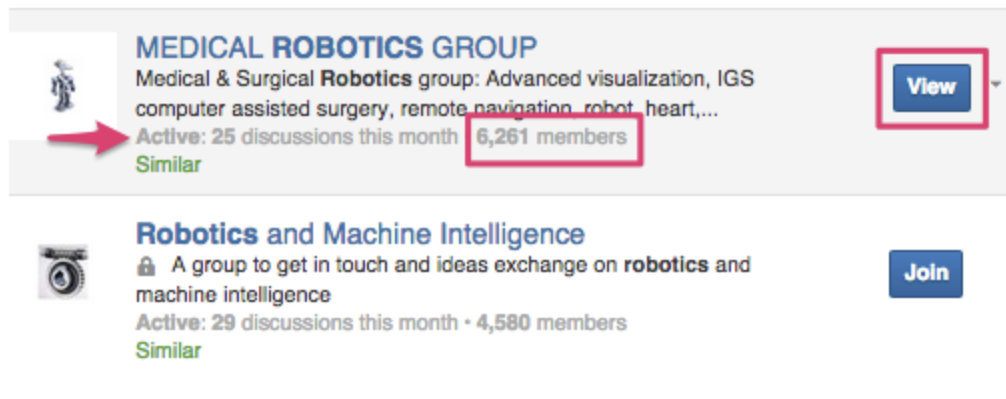 MEDICAL ROBOTICS GROUP
Medical & Surgical Robotics group: Advanced visualization, IGS
computer assisted surgery, remote navigation, robot, heart,...
Active: 25 discussions this month 6,261 members
Similar
View
Robotics and Machine Intelligence
A group to get in touch and ideas exchange on robotics and
machine intelligence
Active: 29 discussions this month • 4,580 members
Similar
Join